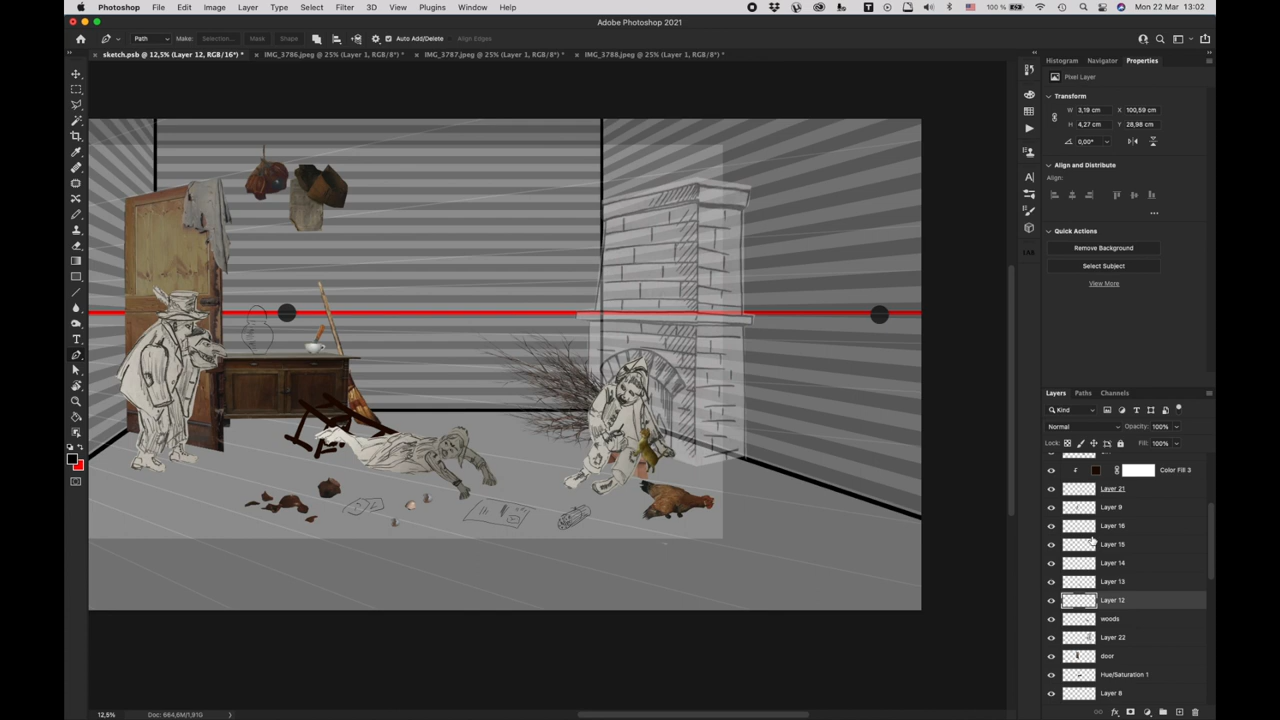 Photoshop File Edit Image Layer Type Select Filter 3D View Plugins Window Help 100 % Mon 22 Mar 13:02
Adobe Photoshop 2021
Path Make: Selection... Mask Shape Auto Add/Delete Align Edges
sketch.psb @ 12,5% (Layer 12, RGB/16*) * IMG_3786.jpeg @ 25% (Layer 1, RGB/8*) * IMG_3787.jpeg @ 25% (Layer 1, RGB/8*) * IMG_3788.jpeg @ 25% (Layer 1, RGB/8*) *
Histogram Navigator Properties
Pixel Layer
Transform
W 3,19 cm X 100,59 cm
H 4,27 cm Y 28,98 cm
0,00°
Align and Distribute
Align:
Quick Actions
Remove Background
Select Subject
View More
Layers Paths Channels
Kind
Normal Opacity: 100%
Lock: Fill: 100%
Color Fill 3
Layer 21
Layer 9
Layer 16
Layer 15
Layer 14
Layer 13
Layer 12
woods
Layer 22
door
Hue/Saturation 1
Layer 8
12,5% Doc: 664,6M/1,91G